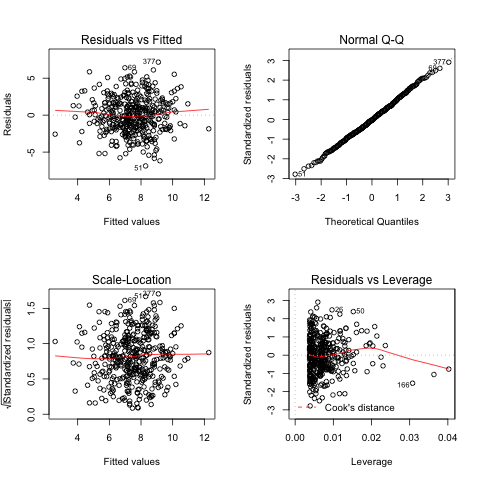 Residuals vs Fitted
Residuals
5
0
-5
377
69
51
4 6 8 10 12
Fitted values
Normal Q-Q
Standardized residuals
3
2
1
0
-1
-2
-3
377
69
51
-3 -2 -1 0 1 2 3
Theoretical Quantiles
Scale-Location
√|Standardized residuals|
1.5
1.0
0.5
0.0
377
51
69
4 6 8 10 12
Fitted values
Residuals vs Leverage
Standardized residuals
3
2
1
0
-1
-2
-3
26
50
166
Cook's distance
0.00 0.01 0.02 0.03 0.04
Leverage